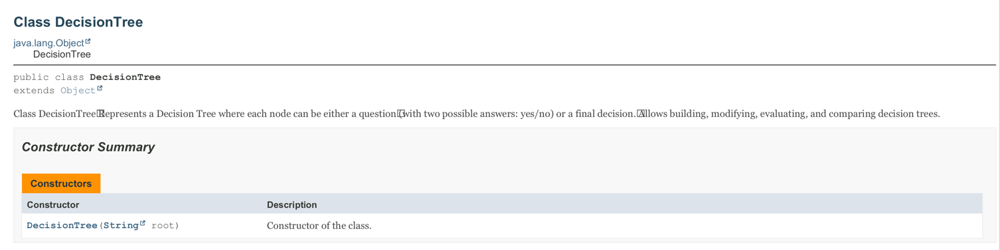 Class DecisionTree
java.lang.Object
DecisionTree
public class DecisionTree
extends Object
Class DecisionTree Represents a Decision Tree where each node can be either a question (with two possible answers: yes/no) or a final decision. Allows building, modifying, evaluating, and comparing decision trees.
Constructor Summary
Constructors
Constructor Description
DecisionTree(String root) Constructor of the class.